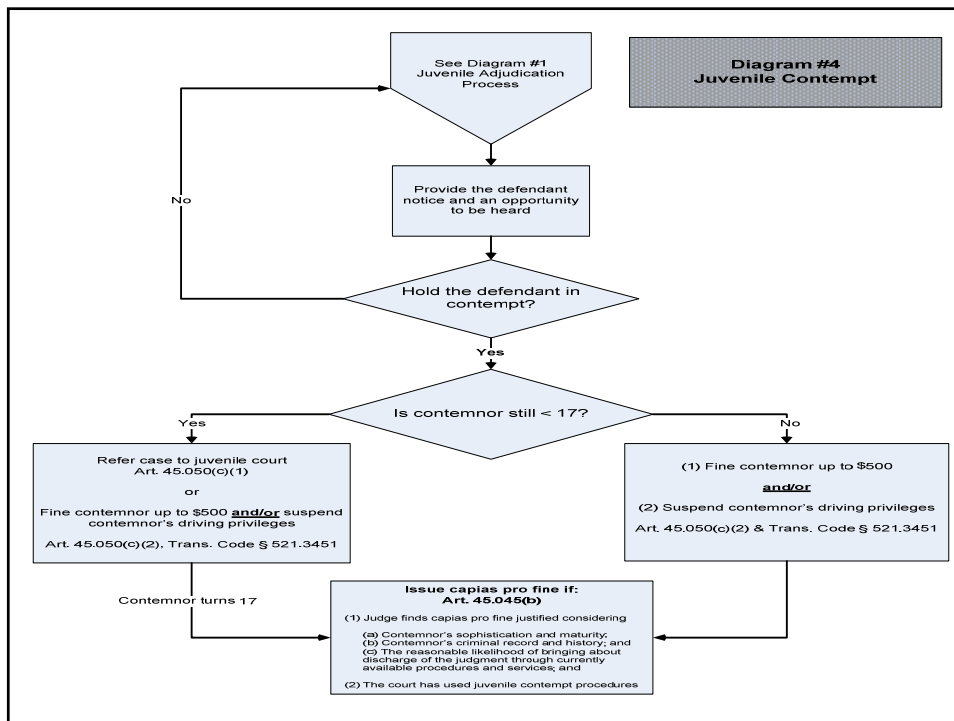 Diagram #4
Juvenile Contempt
See Diagram #1
Juvenile Adjudication
Process
Provide the defendant
notice and an opportunity
to be heard
No
Hold the defendant in
contempt?
Yes
Is contemnor still < 17?
Yes
No
Refer case to juvenile court
Art. 45.050(c)(1)
or
Fine contemnor up to $500 and/or suspend
contemnor's driving privileges
Art. 45.050(c)(2), Trans. Code § 521.3451
(1) Fine contemnor up to $500
and/or
(2) Suspend contemnor's driving privileges
Art. 45.050(c)(2) & Trans. Code § 521.3451
Contemnor turns 17
Issue capias pro fine if:
Art. 45.045(b)
(1) Judge finds capias pro fine justified considering
(a) Contemnor's sophistication and maturity;
(b) Contemnor's criminal record and history; and
(c) The reasonable likelihood of bringing about
discharge of the judgment through currently
available procedures and services; and
(2) The court has used juvenile contempt procedures